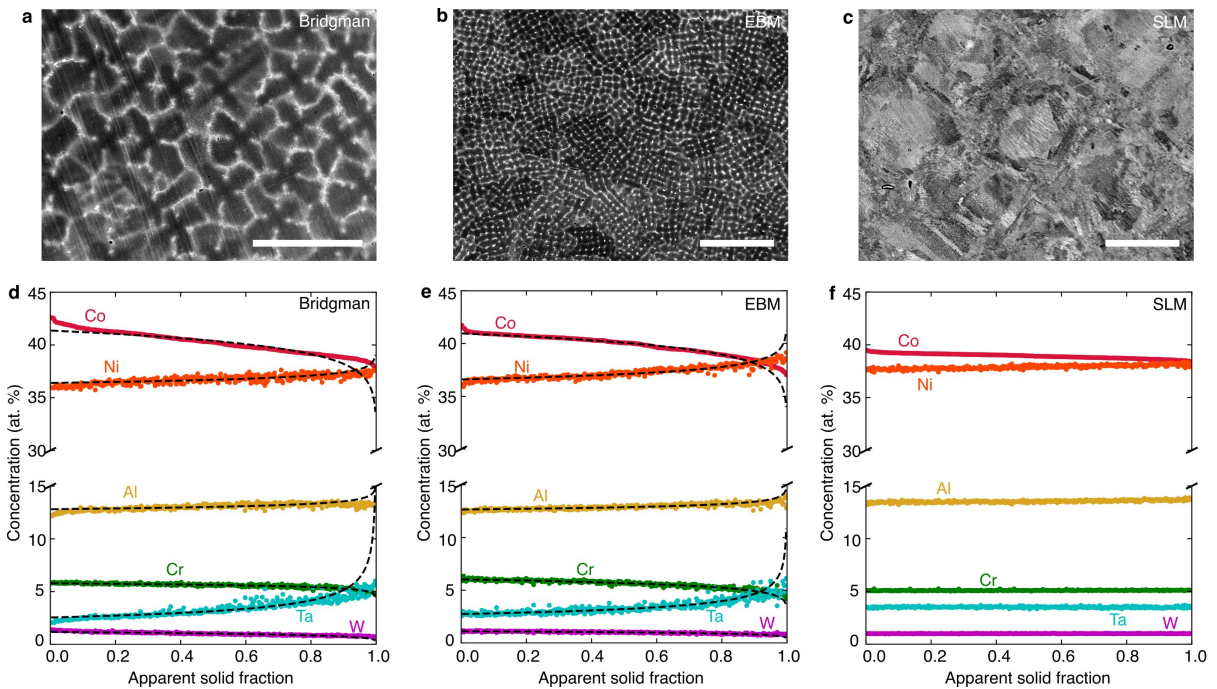 a Bridgman
b EBM
c SLM
d Bridgman
45
40
35
30
15
10
5
0
Concentration (at. %)
Co
Ni
Al
Cr
Ta
W
0.0 0.2 0.4 0.6 0.8 1.0
Apparent solid fraction
e EBM
45
40
35
30
15
10
5
0
Concentration (at. %)
Co
Ni
Al
Cr
Ta
W
0.0 0.2 0.4 0.6 0.8 1.0
Apparent solid fraction
f SLM
45
40
35
30
15
10
5
0
Concentration (at. %)
Co
Ni
Al
Cr
Ta
W
0.0 0.2 0.4 0.6 0.8 1.0
Apparent solid fraction